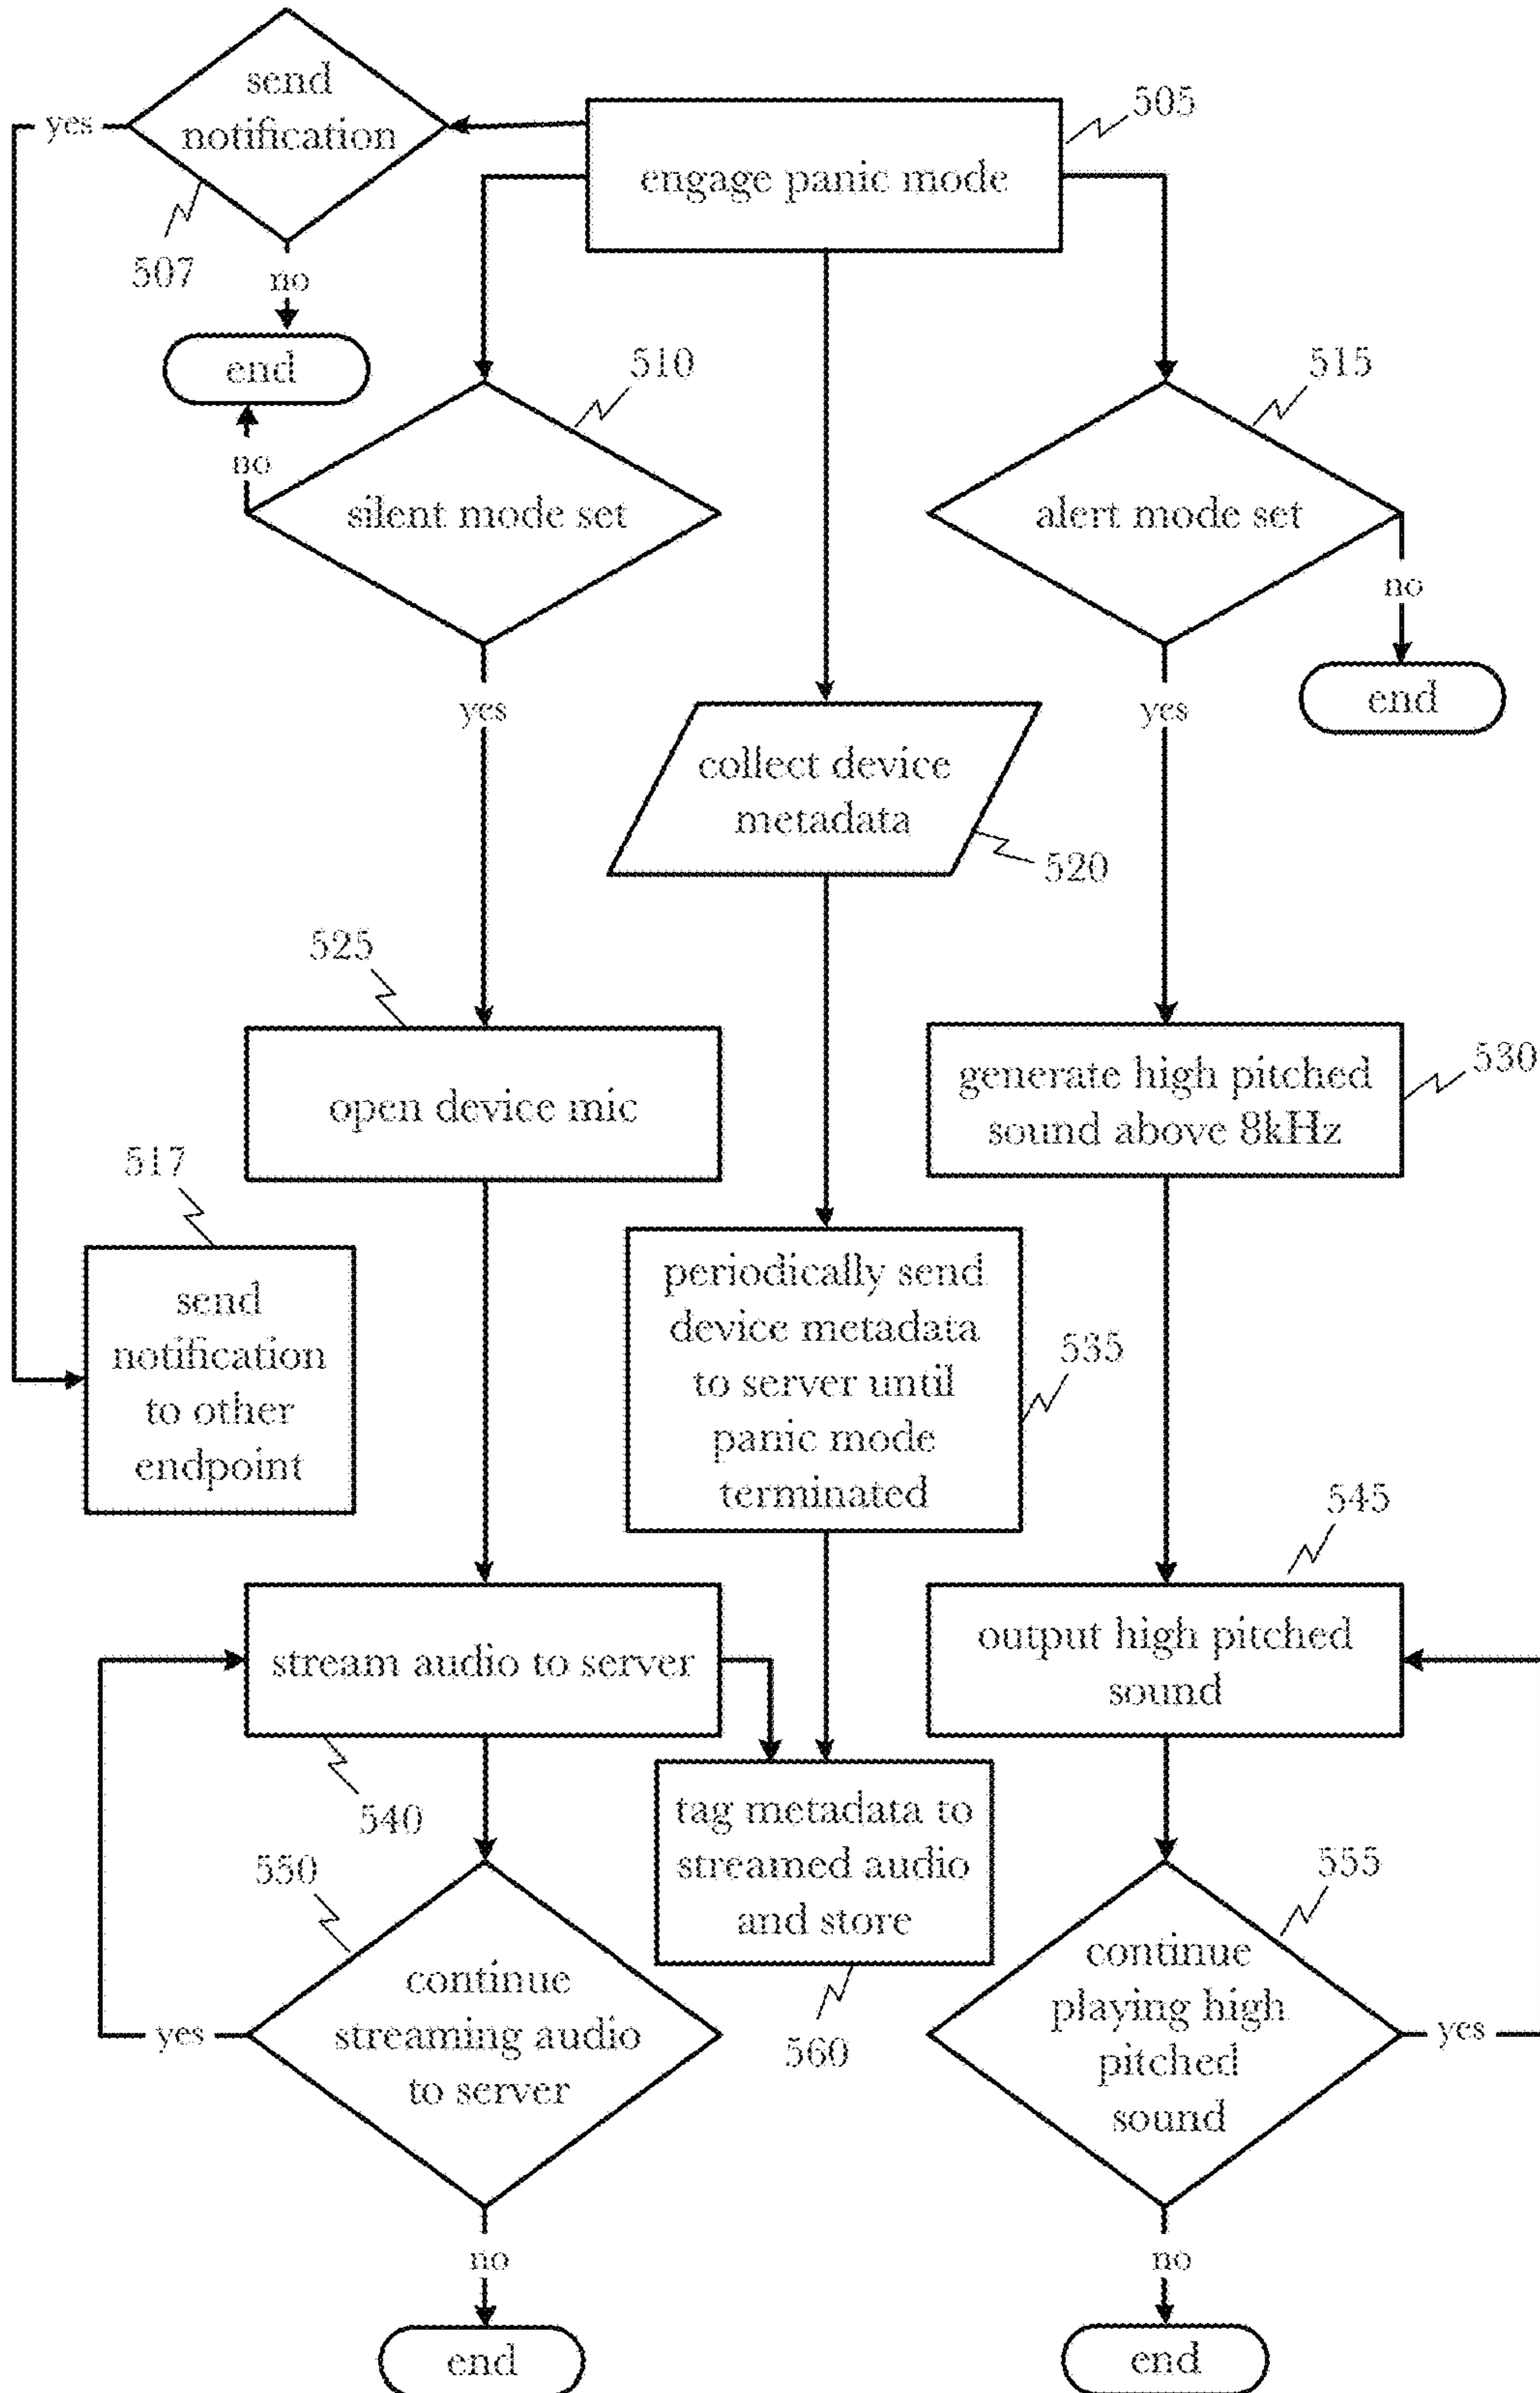 send
notification
yes
505
engage panic mode
507
no
end
510
515
no
silent mode set
alert mode set
no
end
yes
yes
collect device
metadata
520
525
open device mic
generate high pitched
sound above 8kHz
530
517
send
notification
to other
endpoint
periodically send
device metadata
to server until
panic mode
terminated
535
545
stream audio to server
output high pitched
sound
540
tag metadata to
streamed audio
and store
550
555
continue
streaming audio
to server
yes
560
continue
playing high
pitched
sound
yes
no
no
end
end